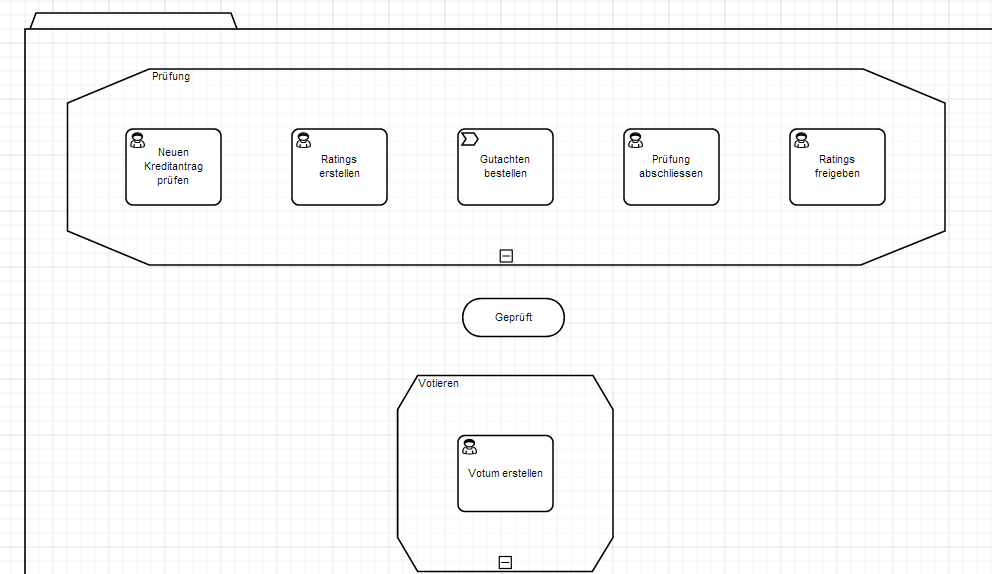 Prüfung
Neuen
Kreditantrag
prüfen
Ratings
erstellen
Gutachten
bestellen
Prüfung
abschliessen
Ratings
freigeben
Geprüft
Votieren
Votum erstellen